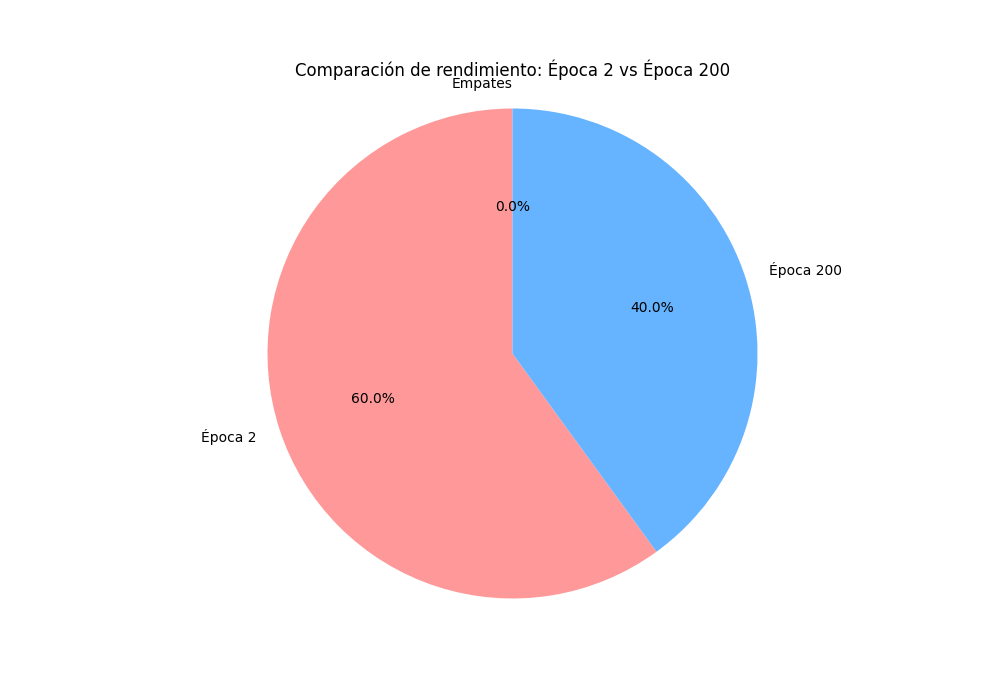 Comparación de rendimiento: Época 2 vs Época 200
Empates
0.0%
Época 200
40.0%
60.0%
Época 2